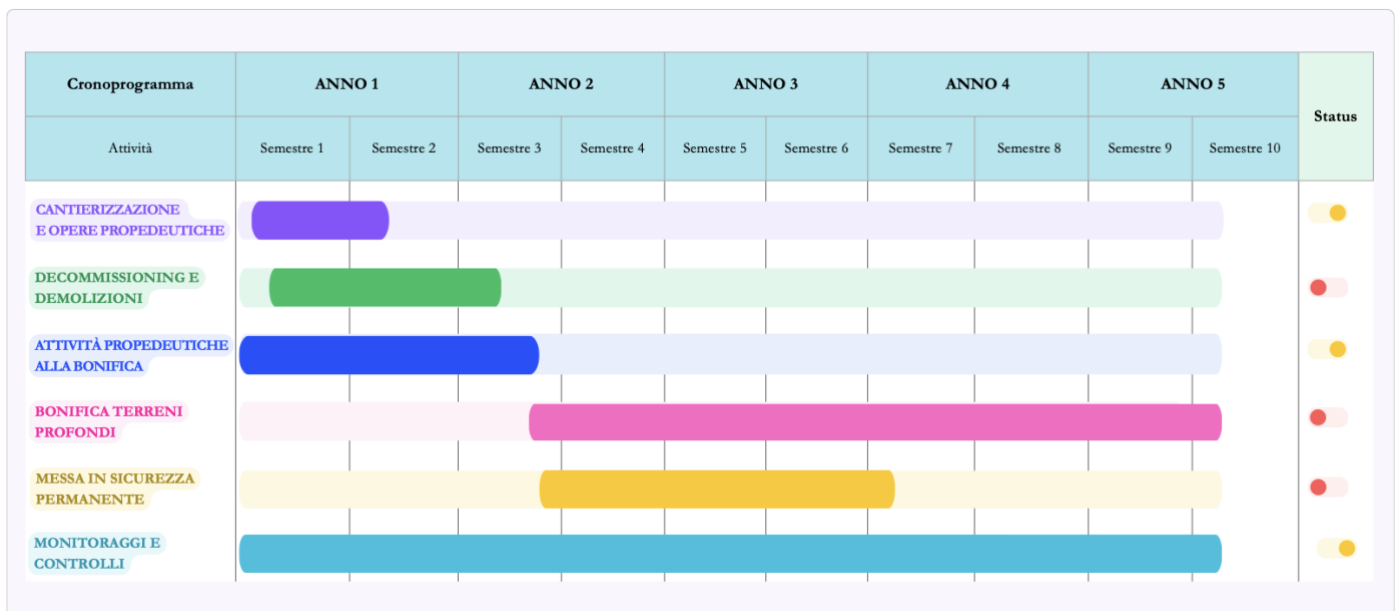 Cronoprogramma
ANNO 1
ANNO 2
ANNO 3
ANNO 4
ANNO 5
Status
Attività
Semestre 1
Semestre 2
Semestre 3
Semestre 4
Semestre 5
Semestre 6
Semestre 7
Semestre 8
Semestre 9
Semestre 10
CANTIERIZZAZIONE
E OPERE PROPEDEUTICHE
DECOMMISSIONING E
DEMOLIZIONI
ATTIVITÀ PROPEDEUTICHE
ALLA BONIFICA
BONIFICA TERRENI
PROFONDI
MESSA IN SICUREZZA
PERMANENTE
MONITORAGGI E
CONTROLLI